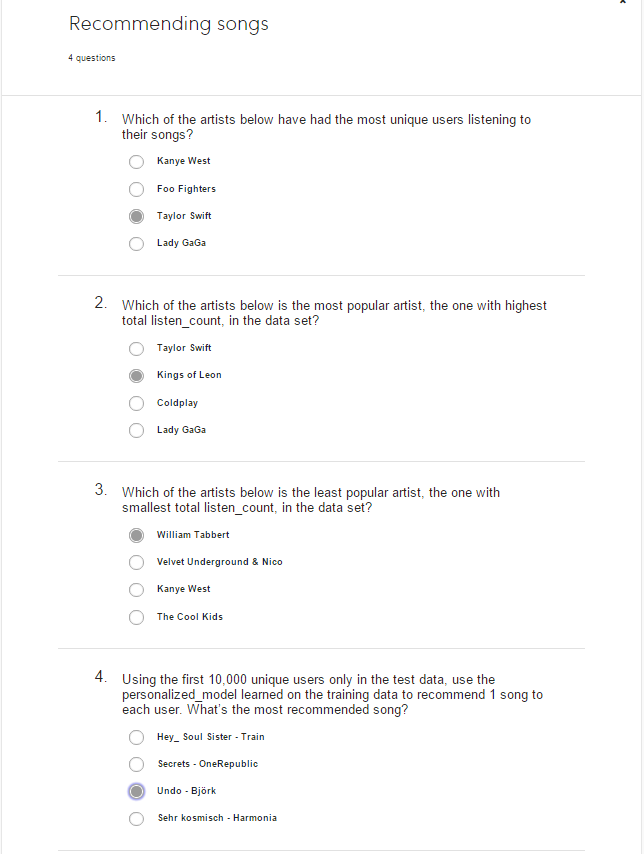 Recommending songs
4 questions
1. Which of the artists below have had the most unique users listening to
their songs?
Kanye West
Foo Fighters
Taylor Swift
Lady GaGa
2. Which of the artists below is the most popular artist, the one with highest
total listen_count, in the data set?
Taylor Swift
Kings of Leon
Coldplay
Lady GaGa
3. Which of the artists below is the least popular artist, the one with
smallest total listen_count, in the data set?
William Tabbert
Velvet Underground & Nico
Kanye West
The Cool Kids
4. Using the first 10,000 unique users only in the test data, use the
personalized_model learned on the training data to recommend 1 song to
each user. What's the most recommended song?
Hey_ Soul Sister - Train
Secrets - OneRepublic
Undo - Björk
Sehr kosmisch - Harmonia